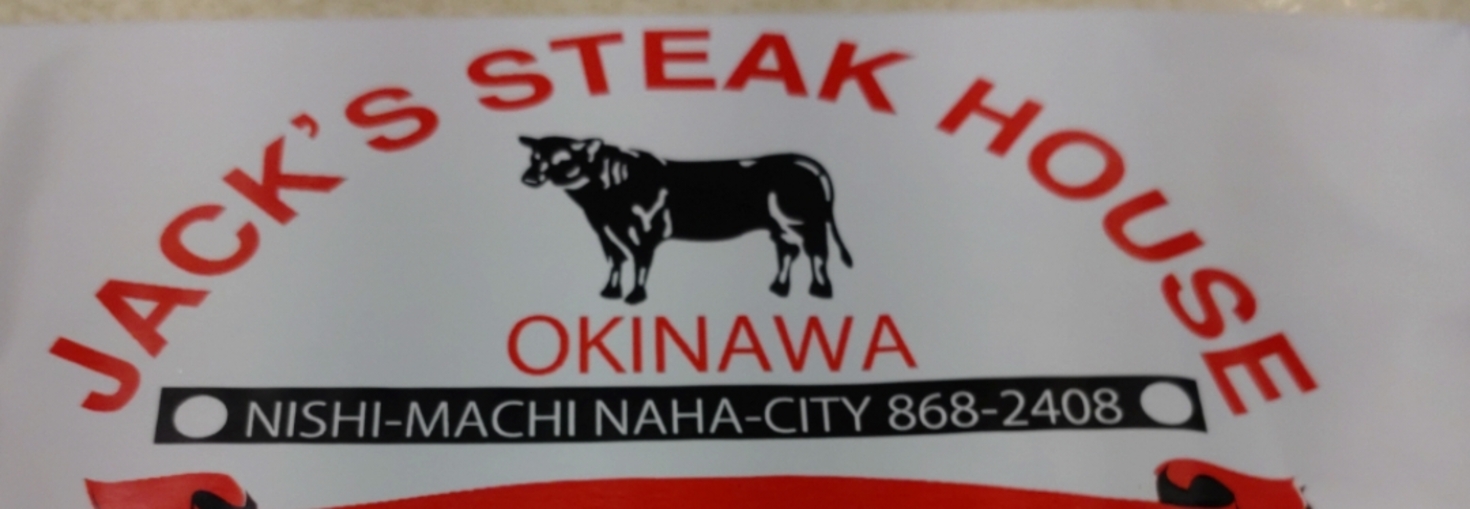 JACK'S STEAK HOUSE
OKINAWA
NISHI-MACHI NAHA-CITY 868-2408